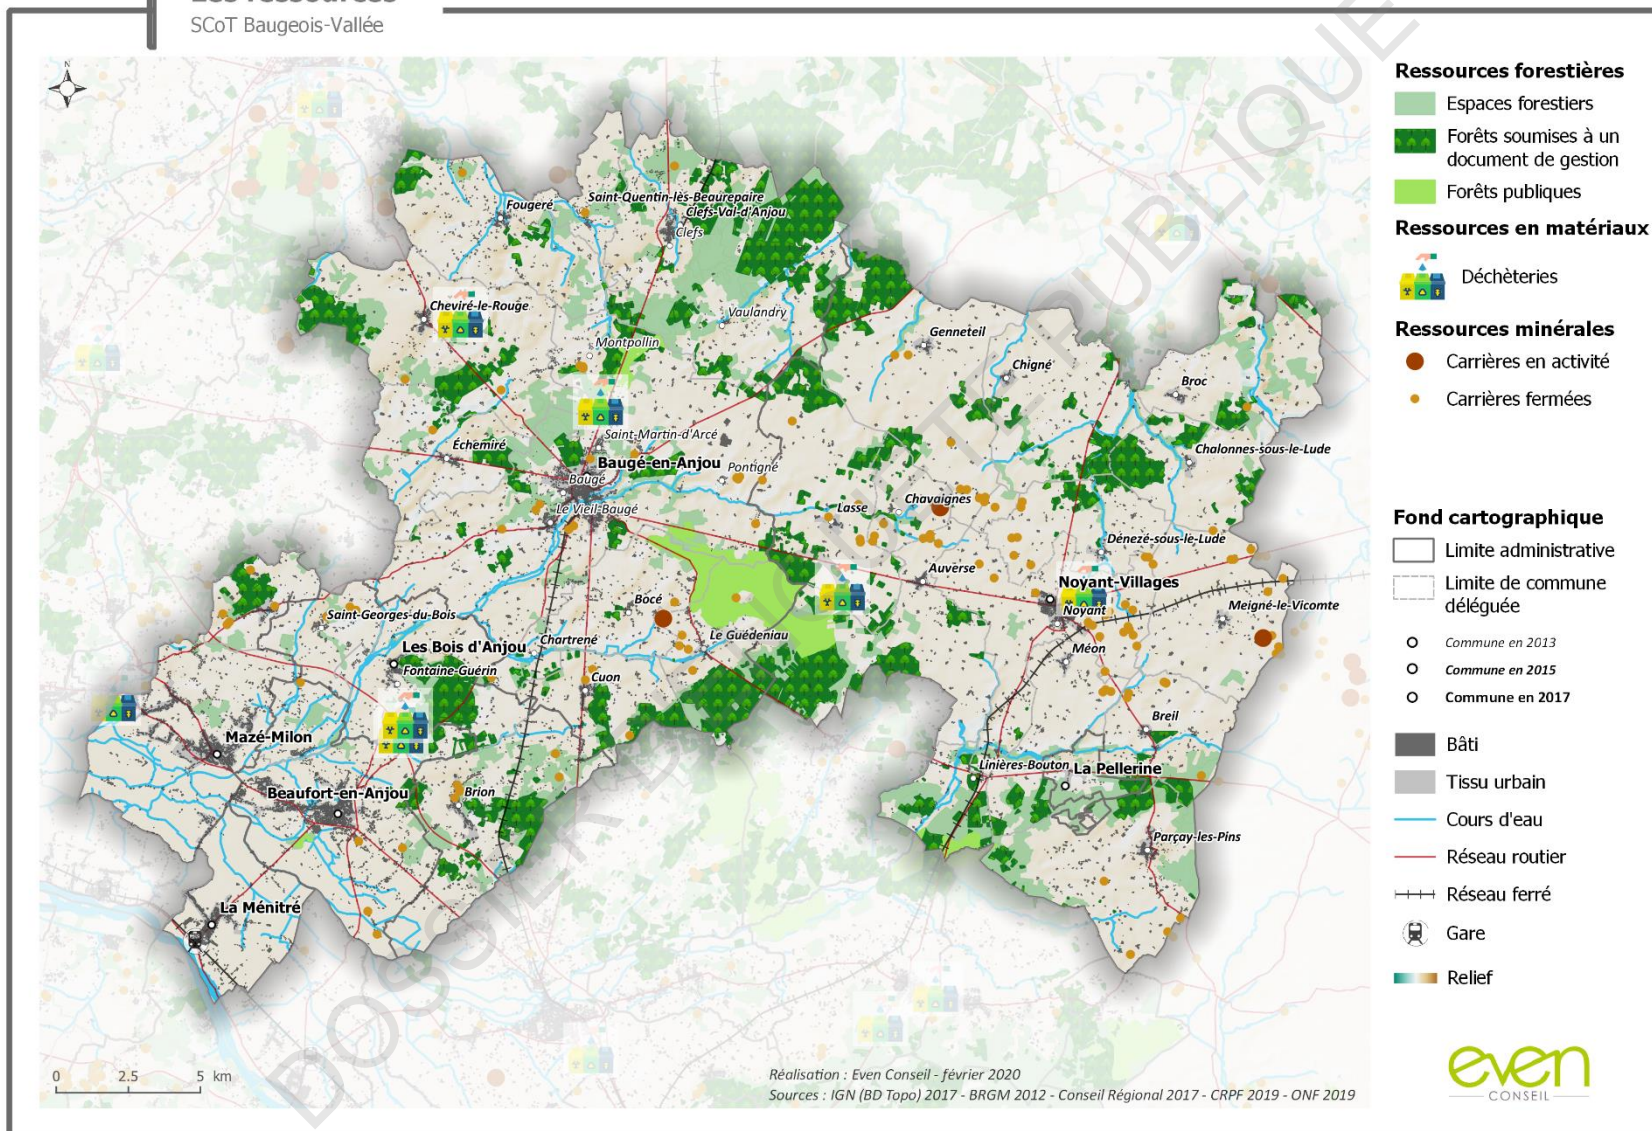 Les ressources
SCoT Baugeois-Vallée
N
Fougeré
Saint-Quentin-lès-Beaurepaire
Clefs-Val-d'Anjou
Clefs
Cheviré-le-Rouge
Vaulandry
Montpollin
Genneteil
Chigné
Broc
Saint-Martin-d'Arcé
Échemiré
Chalonnes-sous-le-Lude
Baugé-en-Anjou
Pontigné
Baugé
Le Vieil-Baugé
Lasse
Chavaignes
Dénezé-sous-le-Lude
Auverse
Noyant-Villages
Noyant
Meigné-le-Vicomte
Bocé
Saint-Georges-du-Bois
Le Guédeniau
Chartrené
Les Bois d'Anjou
Méon
Fontaine-Guérin
Cuon
Breil
Mazé-Milon
Linières-Bouton
La Pellerine
Beaufort-en-Anjou
Brion
Parçay-les-Pins
La Ménitré
0 2.5 5 km
Réalisation : Even Conseil - février 2020
Sources : IGN (BD Topo) 2017 - BRGM 2012 - Conseil Régional 2017 - CRPF 2019 - ONF 2019
Ressources forestières
Espaces forestiers
Forêts soumises à un
document de gestion
Forêts publiques
Ressources en matériaux
Déchèteries
Ressources minérales
Carrières en activité
Carrières fermées
Fond cartographique
Limite administrative
Limite de commune
déléguée
Commune en 2013
Commune en 2015
Commune en 2017
Bâti
Tissu urbain
Cours d'eau
Réseau routier
Réseau ferré
Gare
Relief
even
CONSEIL